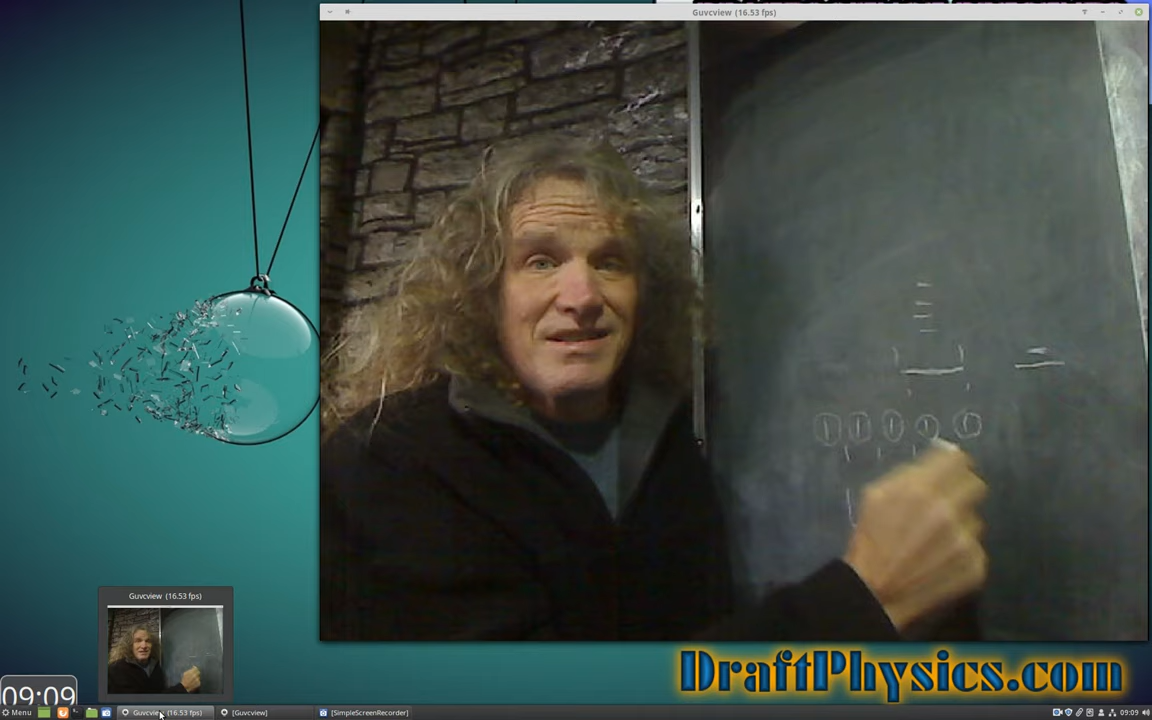 Guvcview (16.53 fps)
DraftPhysics.com
Guvcview (16.53 fps)
09:09
Menu
Guvcview (16.53 fps)
[Guvcview]
[SimpleScreenRecorder]
09:09